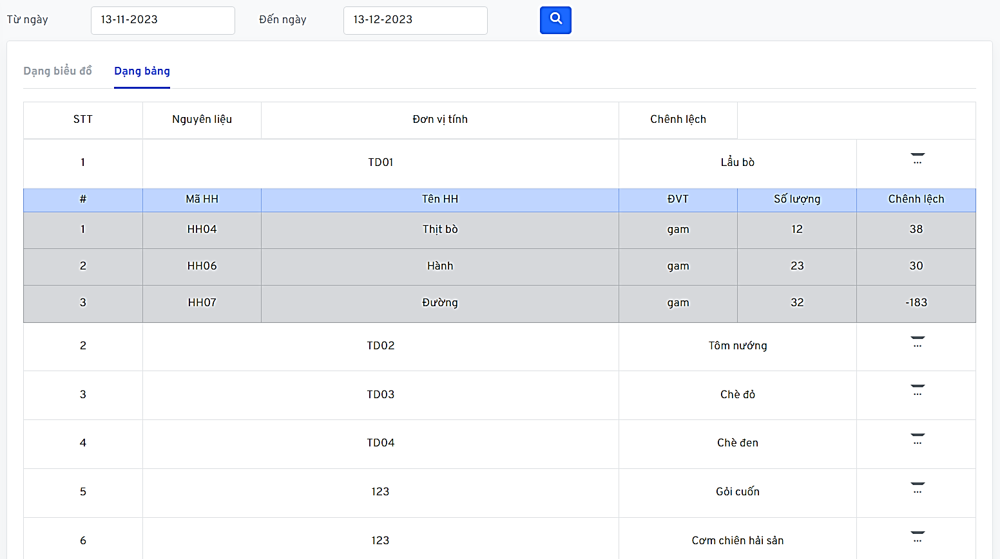 Từ ngày 13-11-2023 Đến ngày 13-12-2023
Dạng biểu đồ Dạng bảng
STT Nguyên liệu Đơn vị tính Chênh lệch
1 TD01 Lẩu bò ...
# Mã HH Tên HH ĐVT Số lượng Chênh lệch
1 HH04 Thịt bò gam 12 38
2 HH06 Hành gam 23 30
3 HH07 Đường gam 32 -183
2 TD02 Tôm nướng ...
3 TD03 Chè đỏ ...
4 TD04 Chè đen ...
5 123 Gỏi cuốn ...
6 123 Cơm chiên hải sản ...